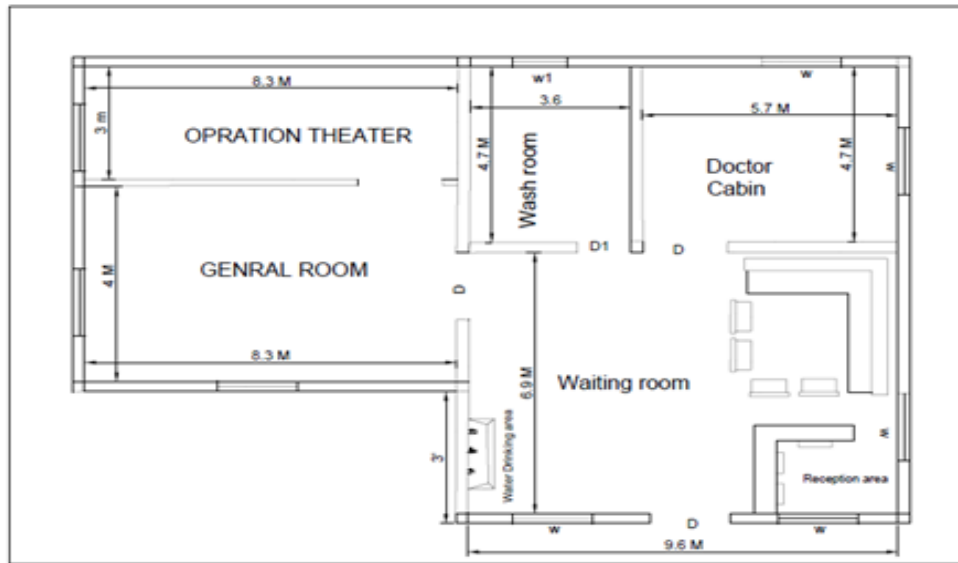 8.3 M
w1
w
3.6
5.7 M
3 m
OPRATION THEATER
4.7 M
Wash room
Doctor
Cabin
4.7 M
w
D1
D
GENRAL ROOM
4 M
D
8.3 M
6.9 M
Waiting room
3'
Water Drinking area
w
Reception area
w
D
w
9.6 M